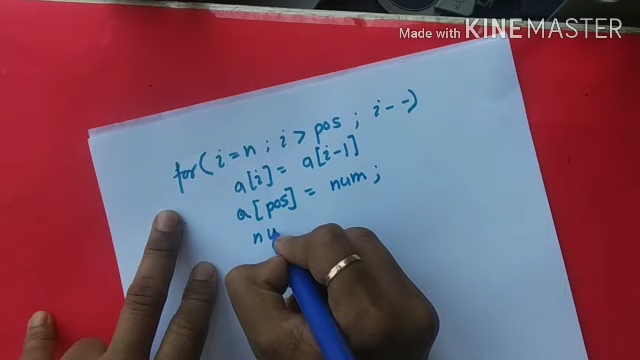 Made with KINEMASTER
for( i = n ; i > pos ; i - - )
a[i] = a[i-1]
a[pos] = num ;